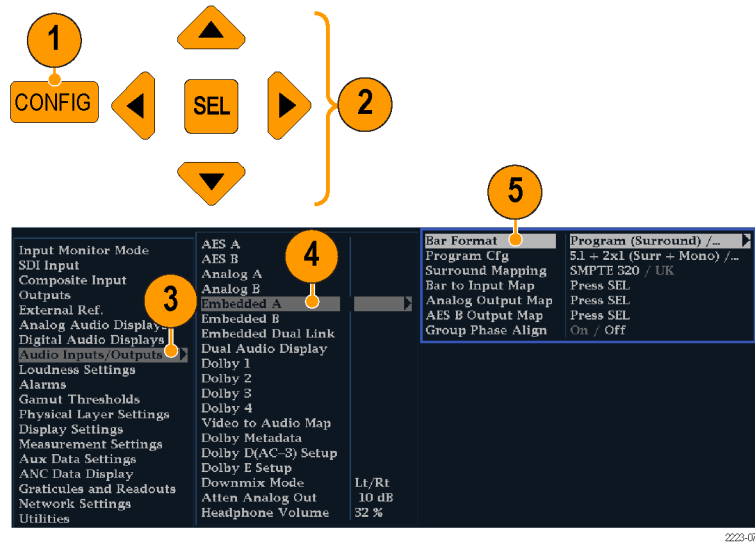 1
CONFIG
SEL
2
5
Input Monitor Mode
SDI Input
Composite Input
Outputs
External Ref.
Analog Audio Displays
Digital Audio Displays
Audio Inputs/Outputs
Loudness Settings
Alarms
Gamut Thresholds
Physical Layer Settings
Display Settings
Measurement Settings
Aux Data Settings
ANC Data Display
Graticules and Readouts
Network Settings
Utilities
3
AES A
AES B
Analog A
Analog B
Embedded A
Embedded B
Embedded Dual Link
Dual Audio Display
Dolby 1
Dolby 2
Dolby 3
Dolby 4
Video to Audio Map
Dolby Metadata
Dolby D(AC-3) Setup
Dolby E Setup
Downmix Mode Lt/Rt
Atten Analog Out 10 dB
Headphone Volume 32 %
4
Bar Format Program (Surround) /...
Program Cfg 5.1 + 2x1 (Surr + Mono) /...
Surround Mapping SMPTE 320 / UK
Bar to Input Map Press SEL
Analog Output Map Press SEL
AES B Output Map Press SEL
Group Phase Align On / Off